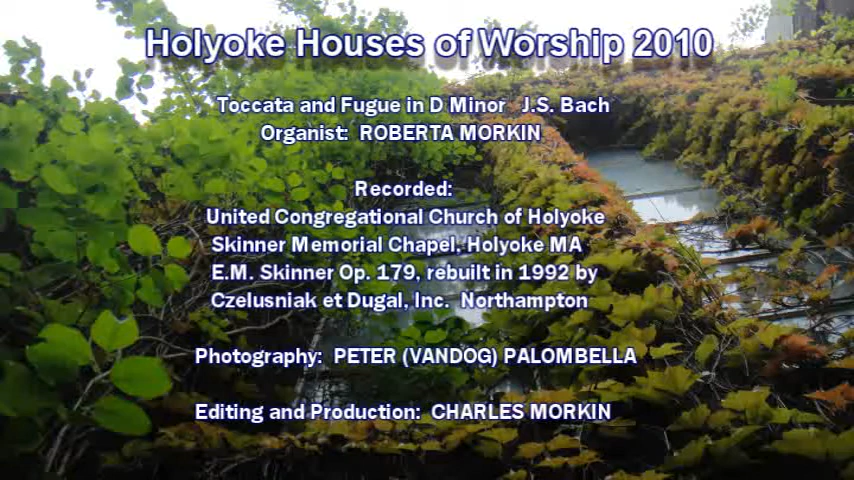 Holyoke Houses of Worship 2010
Toccata and Fugue in D Minor J.S. Bach
Organist: ROBERTA MORKIN
Recorded:
United Congregational Church of Holyoke
Skinner Memorial Chapel, Holyoke MA
E.M. Skinner Op. 179, rebuilt in 1992 by
Czelusniak et Dugal, Inc. Northampton
Photography: PETER (VANDOG) PALOMBELLA
Editing and Production: CHARLES MORKIN